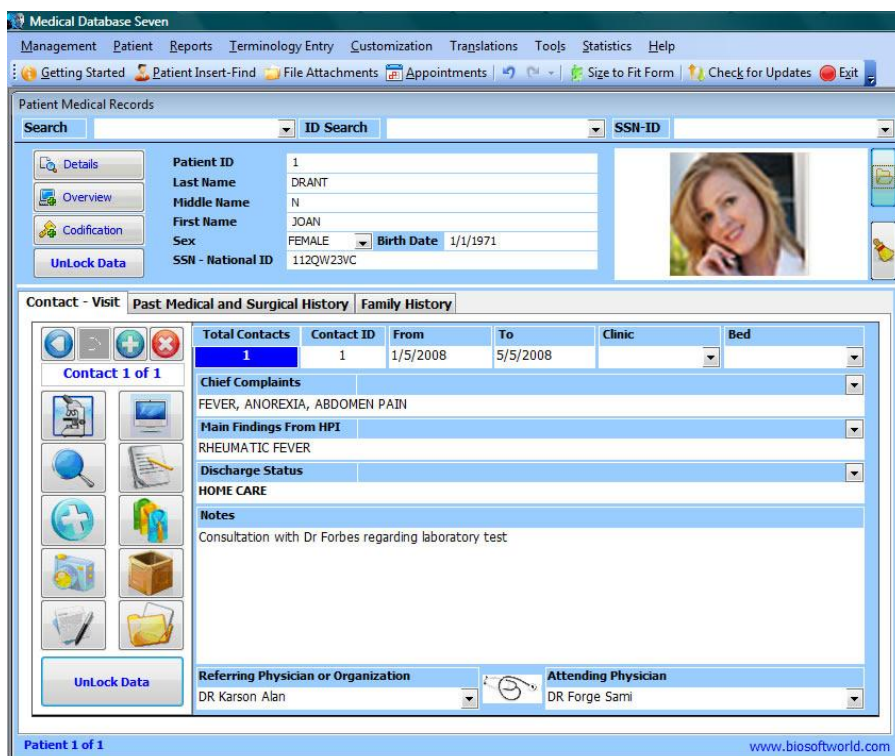 Medical Database Seven
Management Patient Reports Terminology Entry Customization Translations Tools Statistics Help
Getting Started Patient Insert-Find File Attachments Appointments Size to Fit Form Check for Updates Exit
Patient Medical Records
Search ID Search SSN-ID
Details
Overview
Codification
UnLock Data
Patient ID 1
Last Name DRANT
Middle Name N
First Name JOAN
Sex FEMALE Birth Date 1/1/1971
SSN - National ID 112QW23VC
Contact - Visit Past Medical and Surgical History Family History
Total Contacts Contact ID From To Clinic Bed
1 1 1/5/2008 5/5/2008
Contact 1 of 1
Chief Complaints
FEVER, ANOREXIA, ABDOMEN PAIN
Main Findings From HPI
RHEUMATIC FEVER
Discharge Status
HOME CARE
Notes
Consultation with Dr Forbes regarding laboratory test
UnLock Data
Referring Physician or Organization Attending Physician
DR Karson Alan DR Forge Sami
Patient 1 of 1 www.biosoftworld.com